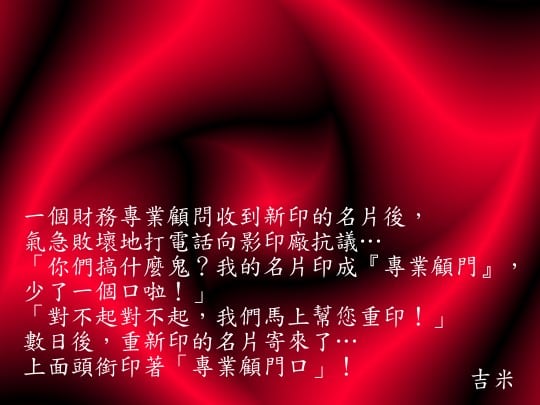 一個財務專業顧問收到新印的名片後，
氣急敗壞地打電話向影印廠抗議…
「你們搞什麼鬼？我的名片印成『專業顧門』，
少了一個口啦！」
「對不起對不起，我們馬上幫您重印！」
數日後，重新印的名片寄來了…
上面頭銜印著「專業顧門口」！
吉米